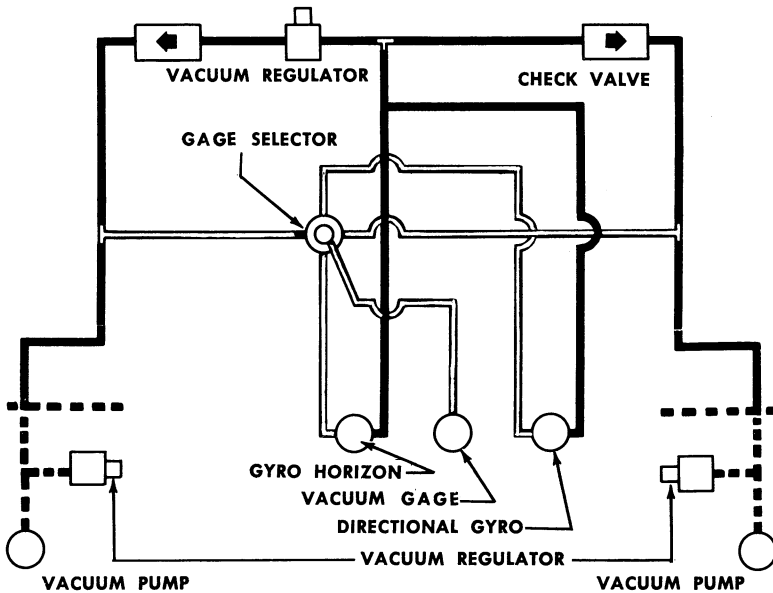 VACUUM REGULATOR
CHECK VALVE
GAGE SELECTOR
GYRO HORIZON
VACUUM GAGE
DIRECTIONAL GYRO
VACUUM REGULATOR
VACUUM PUMP
VACUUM PUMP